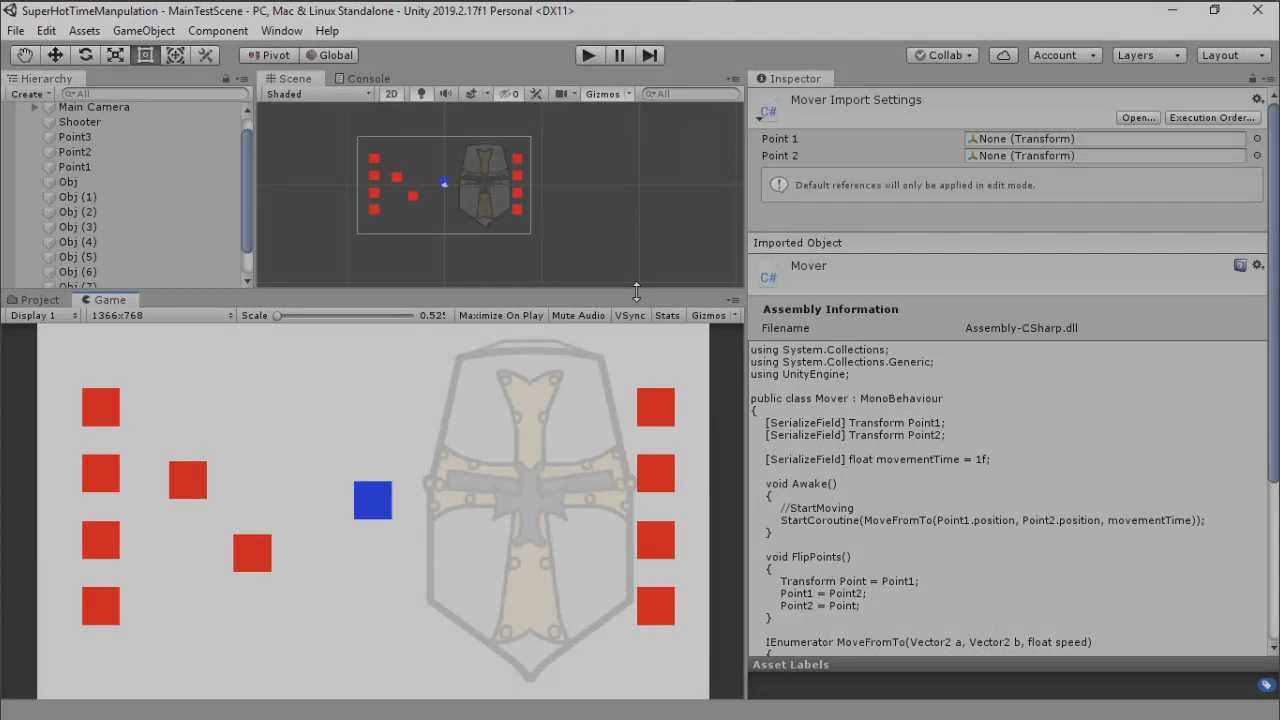 SuperHotTimeManpulation - MainTestScene - PC, Mac & Linux Standalone - Unity 2019.2.17f1 Personal <DX11>
File Edit Assets GameObject Component Window Help
Pivot Global Collab Account Layers Layout
Hierarchy
Create All
Main Camera
Shooter
Point3
Point2
Point1
Obj
Obj (1)
Obj (2)
Obj (3)
Obj (4)
Obj (5)
Obj (6)
Scene Console
Shaded 2D 0 Gizmos All
Project Game
Display 1 1366x768 Scale 0.525 Maximize On Play Mute Audio VSync Stats Gizmos
Inspector
C# Mover Import Settings
Open... Execution Order...
Point 1 None (Transform)
Point 2 None (Transform)
Default references will only be applied in edit mode.
Imported Object
C# Mover
Assembly Information
Filename Assembly-CSharp.dll
using System.Collections;
using System.Collections.Generic;
using UnityEngine;
public class Mover : MonoBehaviour
{
[SerializeField] Transform Point1;
[SerializeField] Transform Point2;
[SerializeField] float movementTime = 1f;
void Awake()
{
//StartMoving
StartCoroutine(MoveFromTo(Point1.position, Point2.position, movementTime));
}
void FlipPoints()
{
Transform Point = Point1;
Point1 = Point2;
Point2 = Point;
}
IEnumerator MoveFromTo(Vector2 a, Vector2 b, float speed)
Asset Labels